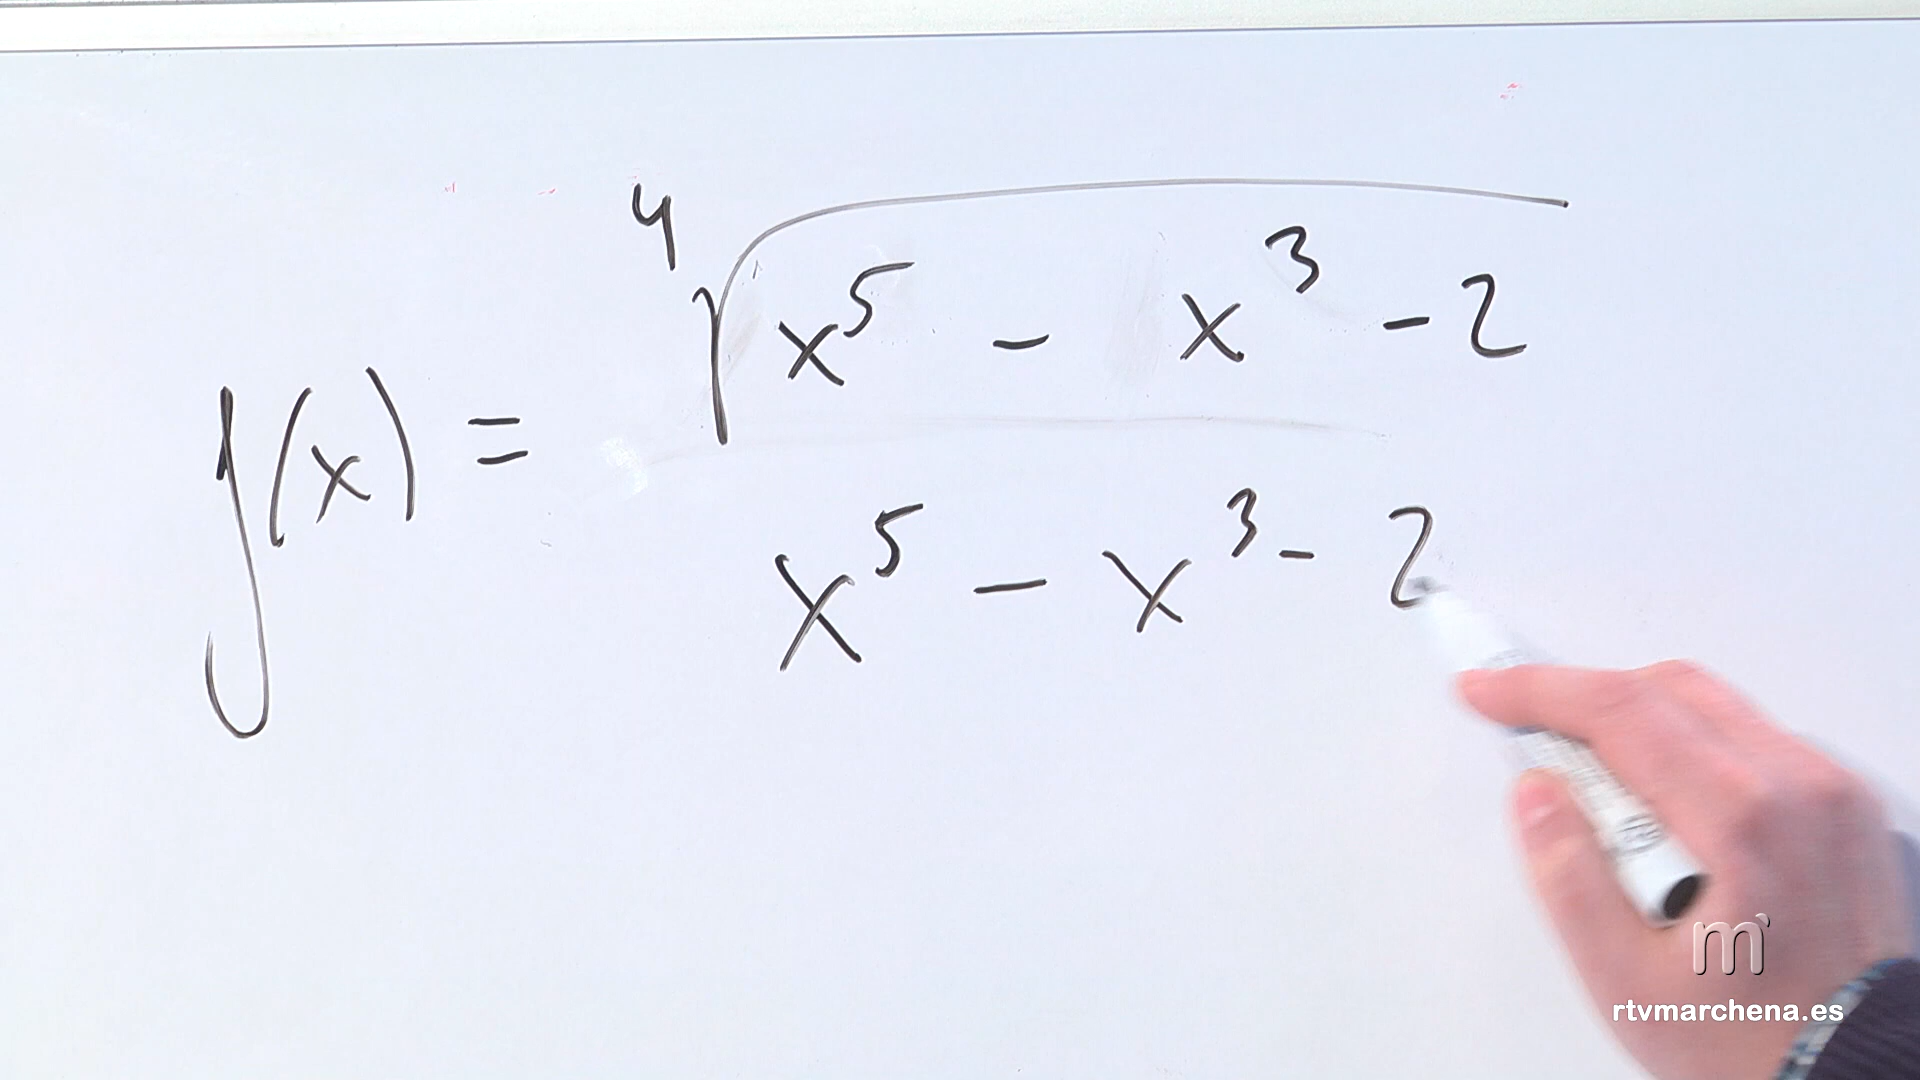 f(x) = ⁴√(x⁵ - x³ - 2)
x⁵ - x³ - 2
m
rtvmarchena.es